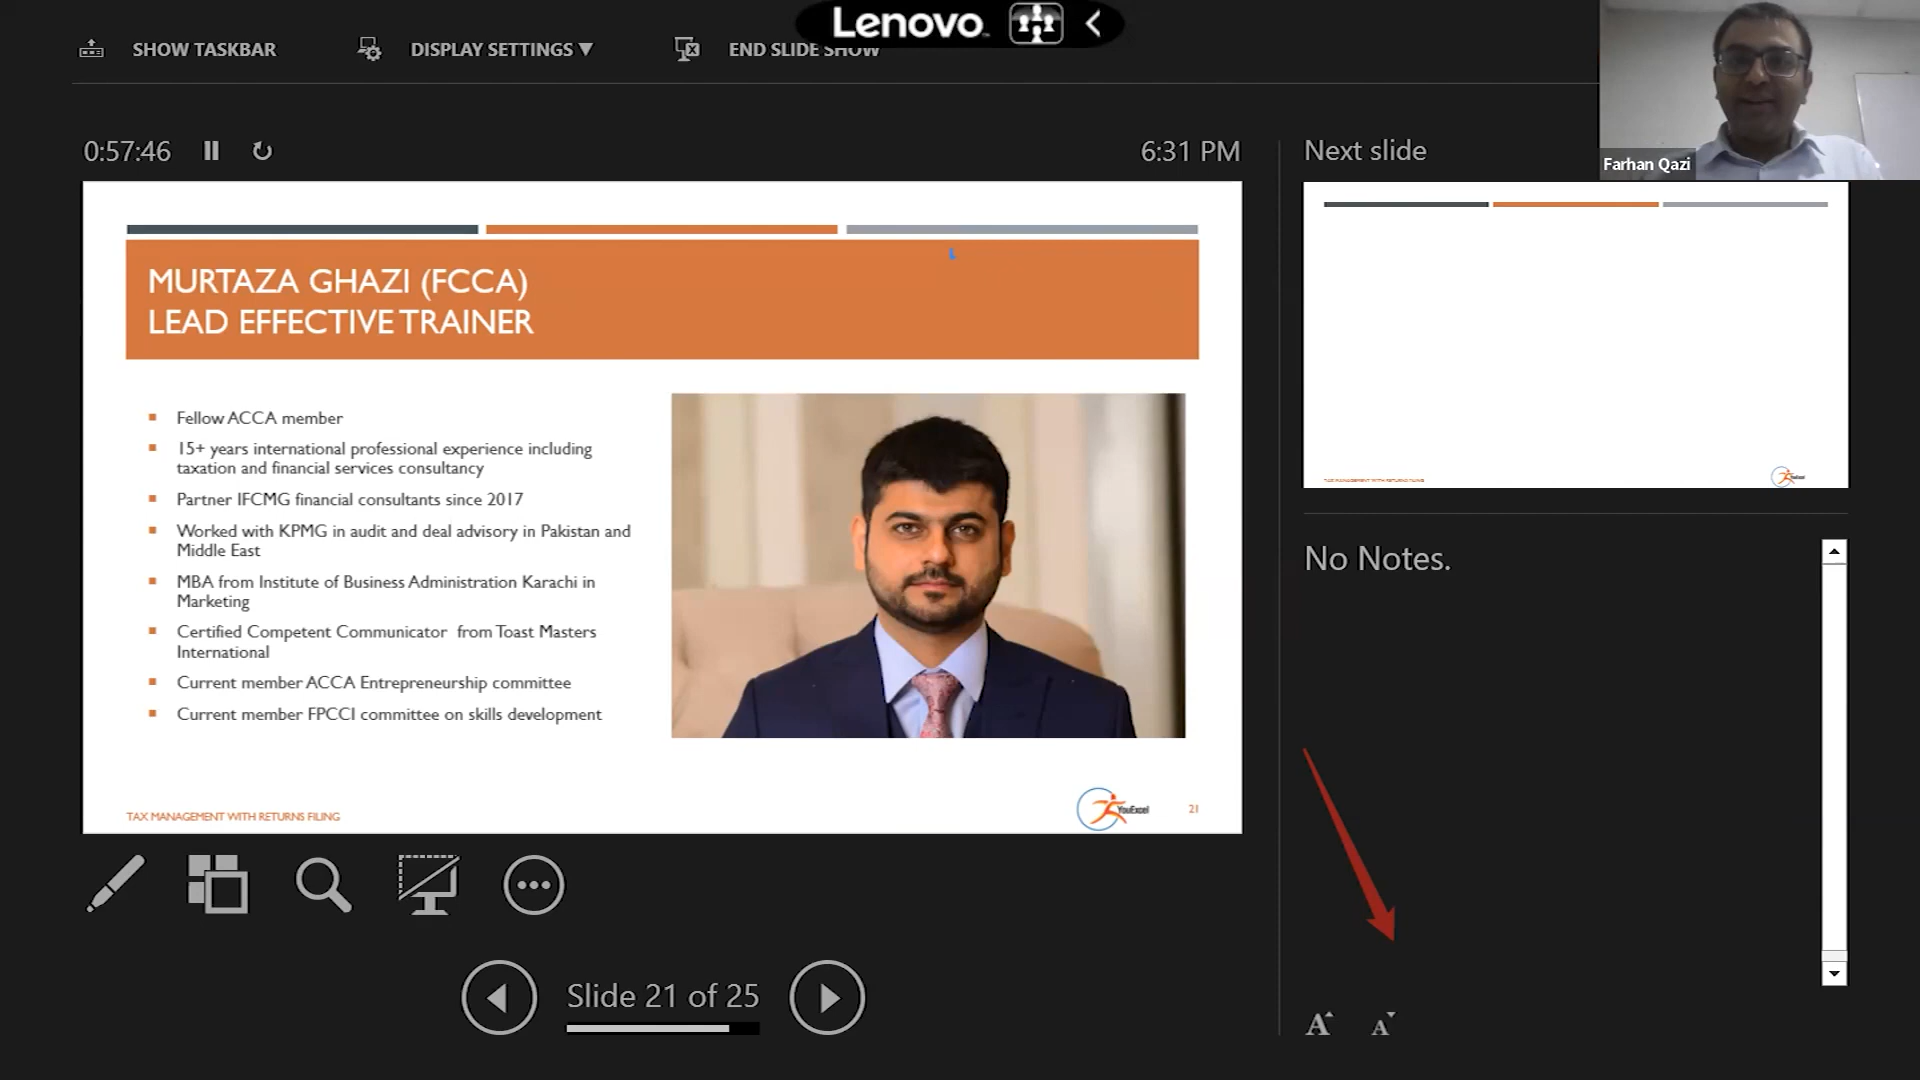 Lenovo
SHOW TASKBAR
DISPLAY SETTINGS ▼
END SLIDE SHOW
0:57:46
6:31 PM
Next slide
Farhan Qazi
MURTAZA GHAZI (FCCA)
LEAD EFFECTIVE TRAINER
Fellow ACCA member
15+ years international professional experience including
taxation and financial services consultancy
Partner IFCMG financial consultants since 2017
Worked with KPMG in audit and deal advisory in Pakistan and
Middle East
MBA from Institute of Business Administration Karachi in
Marketing
Certified Competent Communicator from Toast Masters
International
Current member ACCA Entrepreneurship committee
Current member FPCCI committee on skills development
TAX MANAGEMENT WITH RETURNS FILING
YouExcel
21
TAX MANAGEMENT WITH RETURNS FILING
No Notes.
Slide 21 of 25
A A